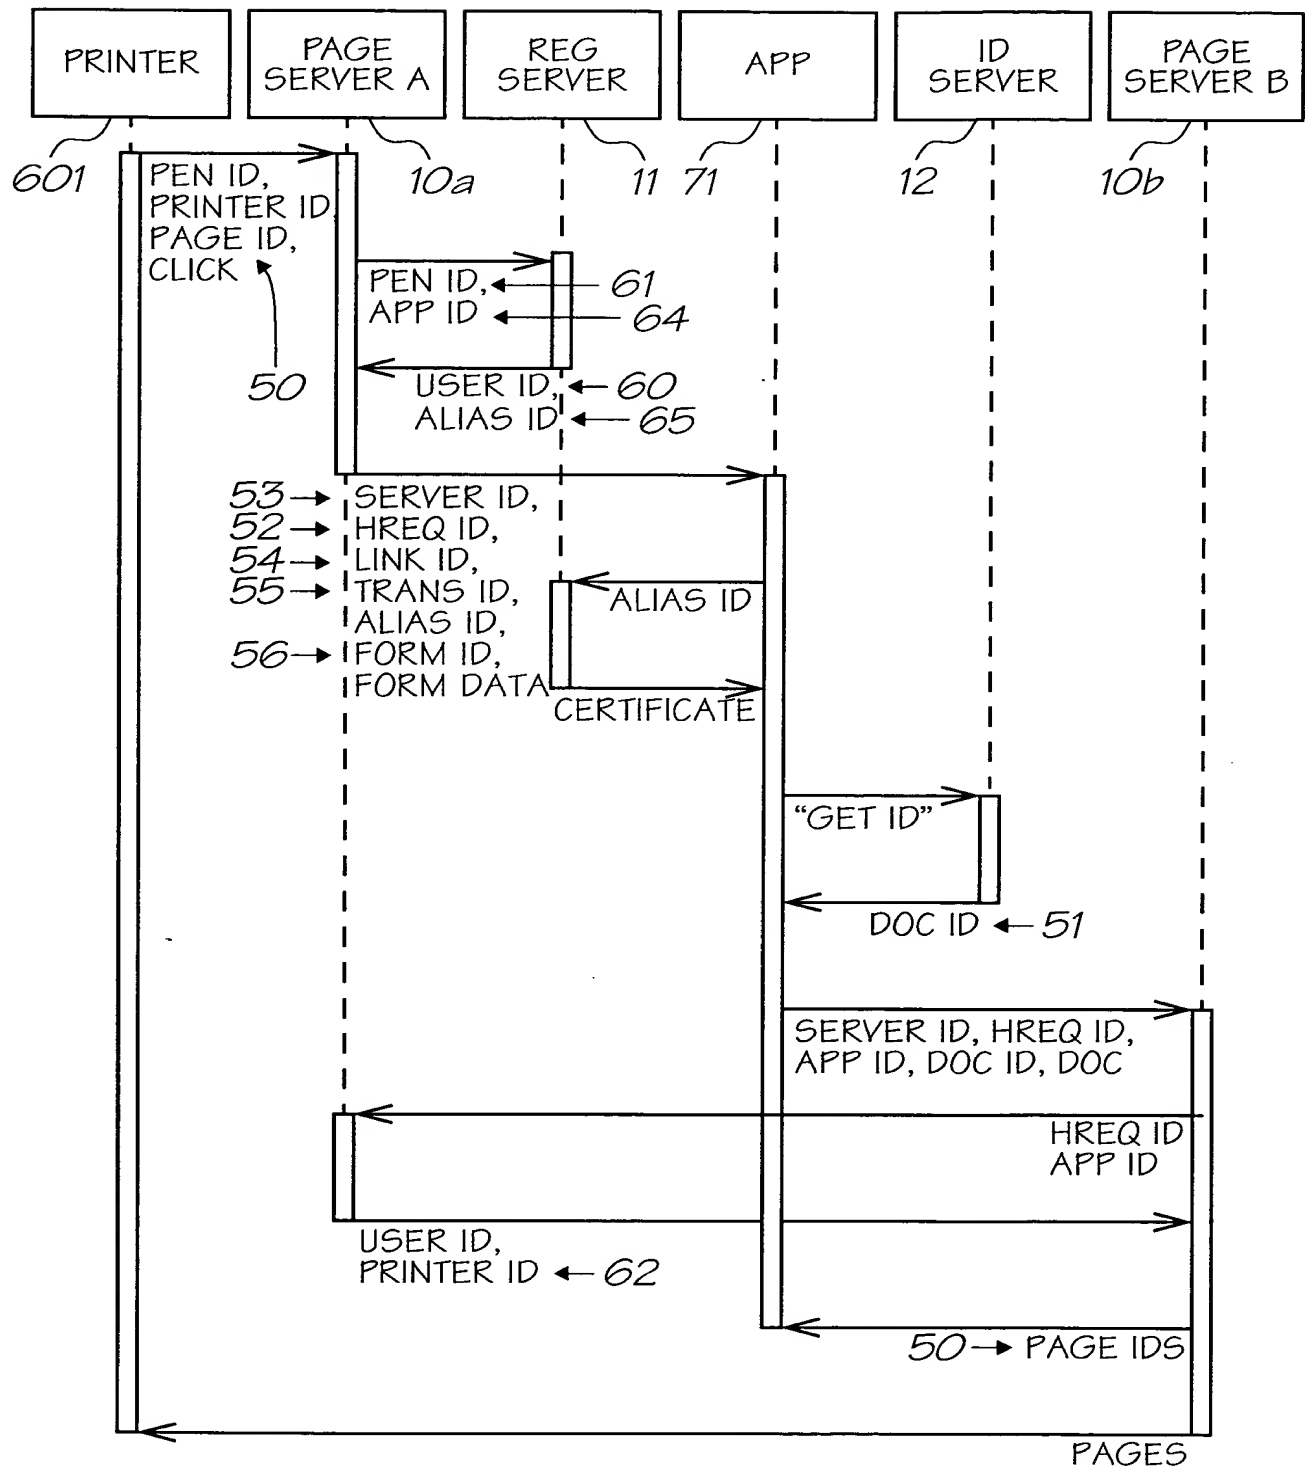 PRINTER
PAGE
SERVER A
REG
SERVER
APP
ID
SERVER
PAGE
SERVER B
601
10a
11
71
12
10b
PEN ID,
PRINTER ID
PAGE ID,
CLICK
50
PEN ID,
61
APP ID
64
USER ID,
60
ALIAS ID
65
53
SERVER ID,
52
HREQ ID,
54
LINK ID,
55
TRANS ID,
ALIAS ID,
56
FORM ID,
FORM DATA
ALIAS ID
CERTIFICATE
“GET ID”
DOC ID
51
SERVER ID, HREQ ID,
APP ID, DOC ID, DOC
HREQ ID
APP ID
USER ID,
PRINTER ID
62
50
PAGE IDS
PAGES